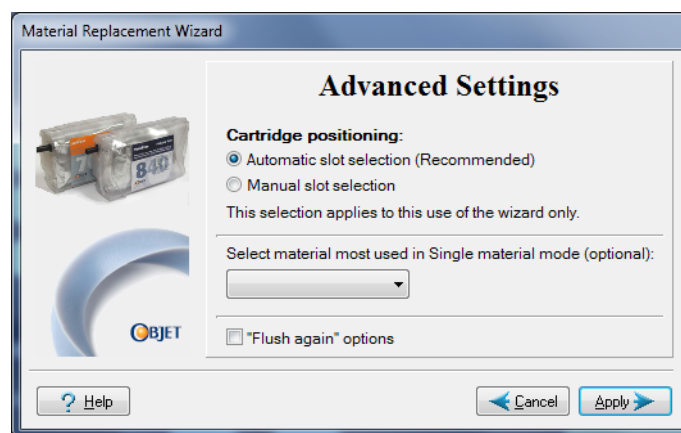 Material Replacement Wizard
Advanced Settings
Cartridge positioning:
Automatic slot selection (Recommended)
Manual slot selection
This selection applies to this use of the wizard only.
Select material most used in Single material mode (optional):
840
OBJET
"Flush again" options
? Help
Cancel
Apply